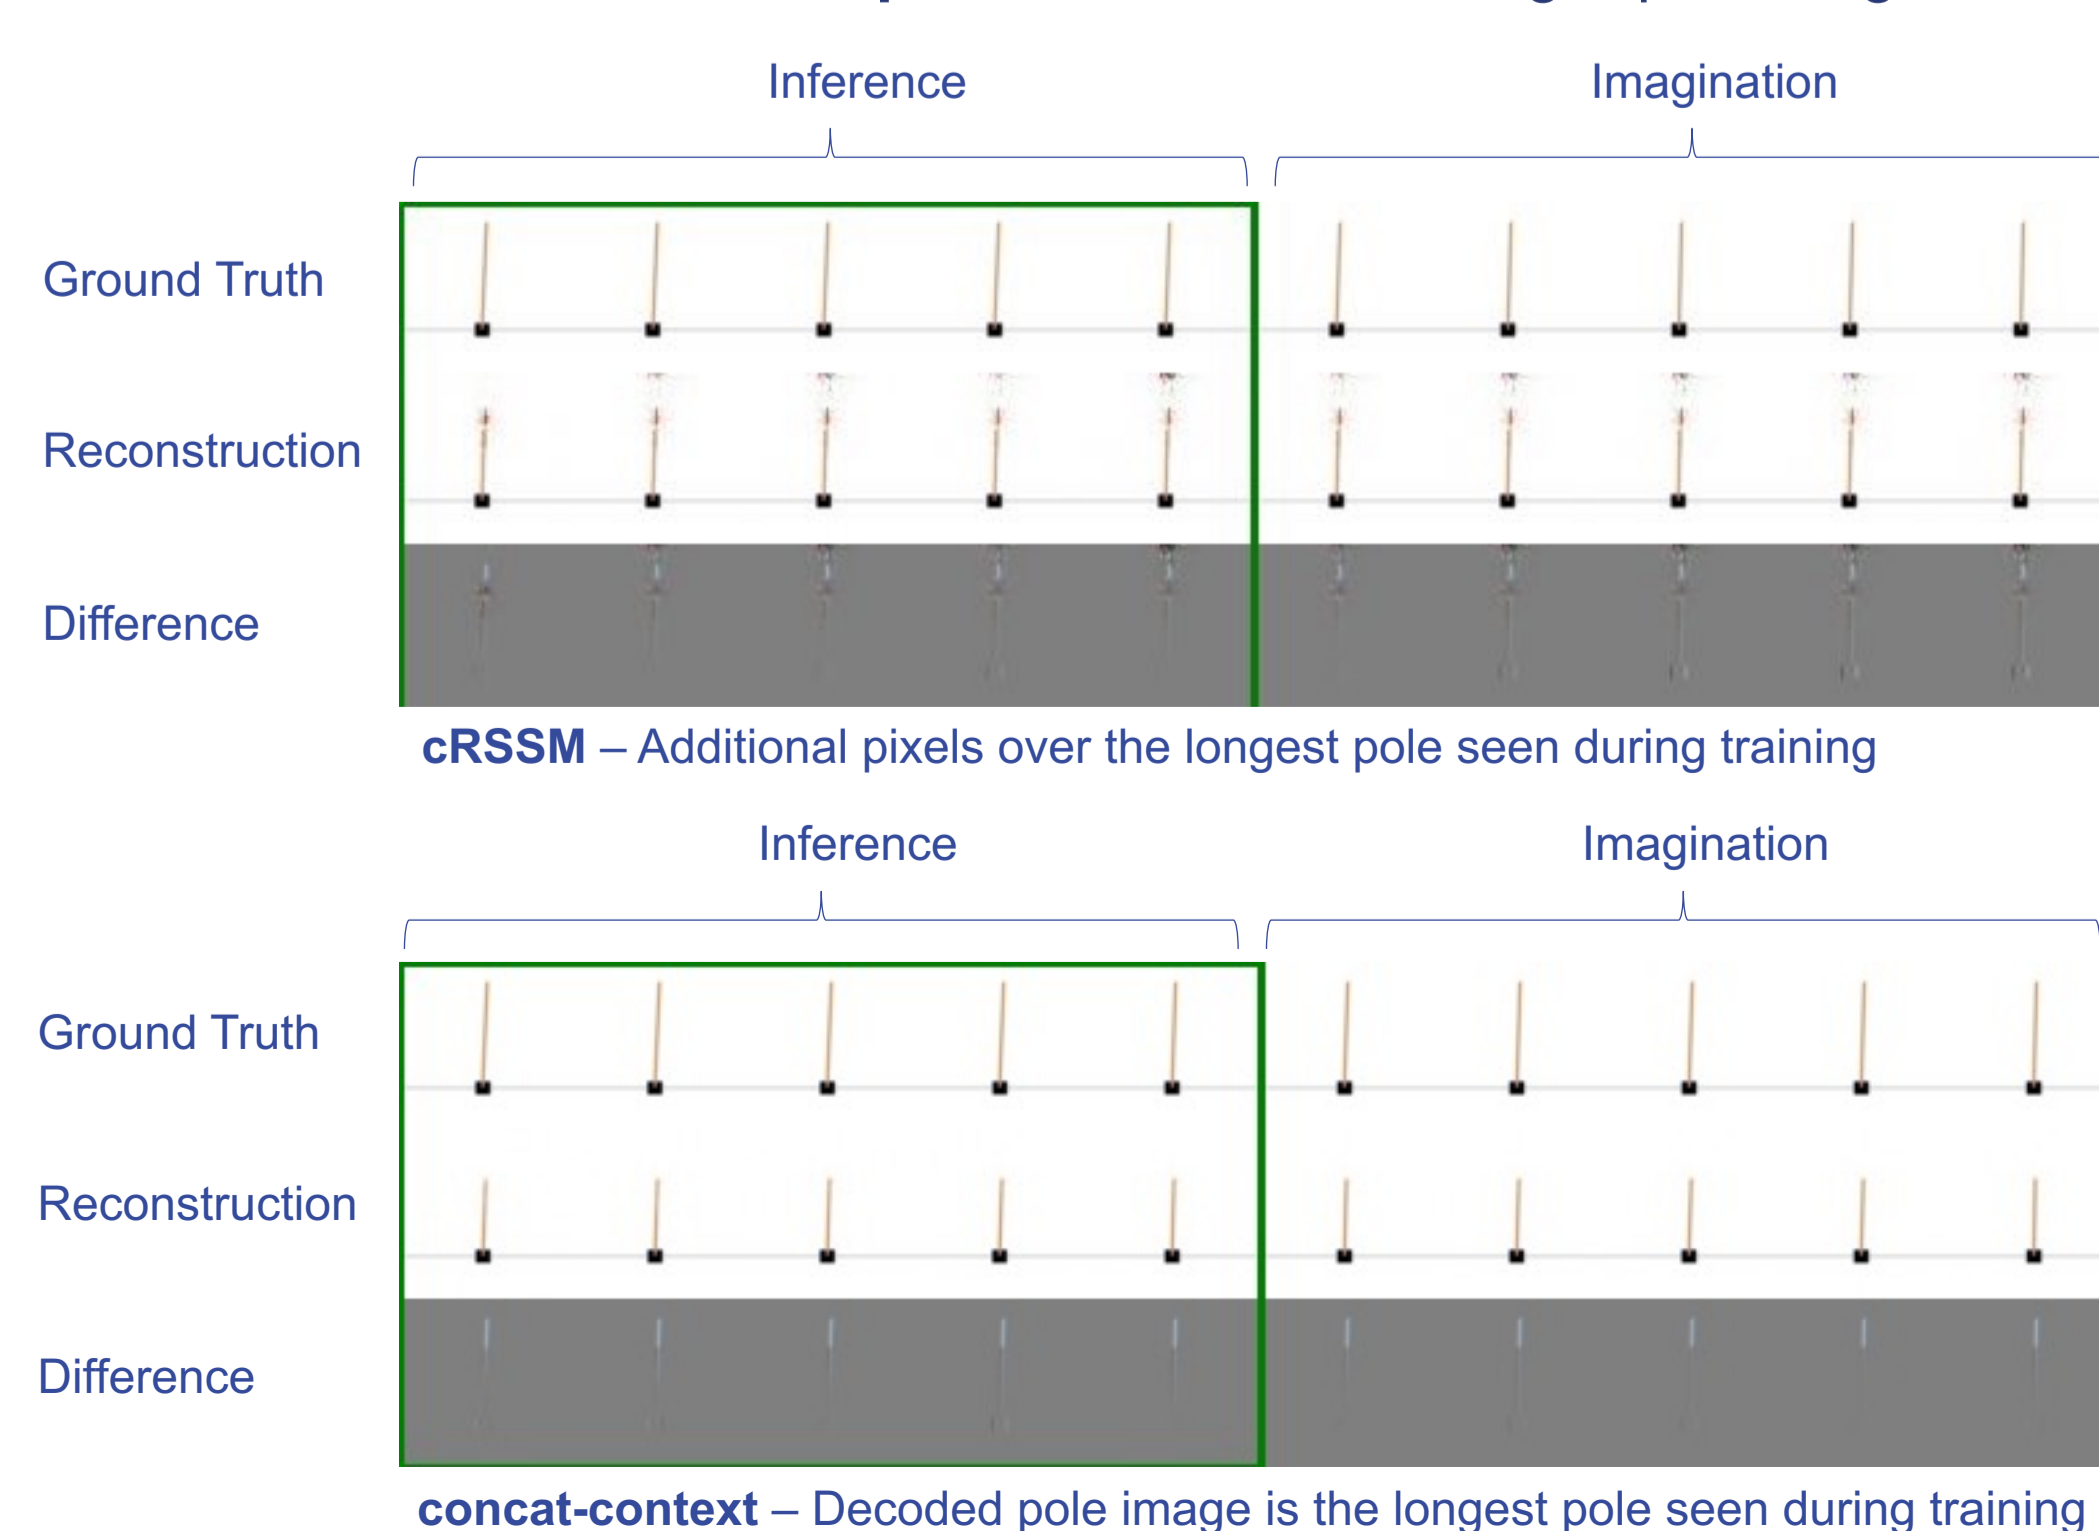 Inference Imagination
Ground Truth
Reconstruction
Difference
cRSSM – Additional pixels over the longest pole seen during training
Inference Imagination
Ground Truth
Reconstruction
Difference
concat-context – Decoded pole image is the longest pole seen during training